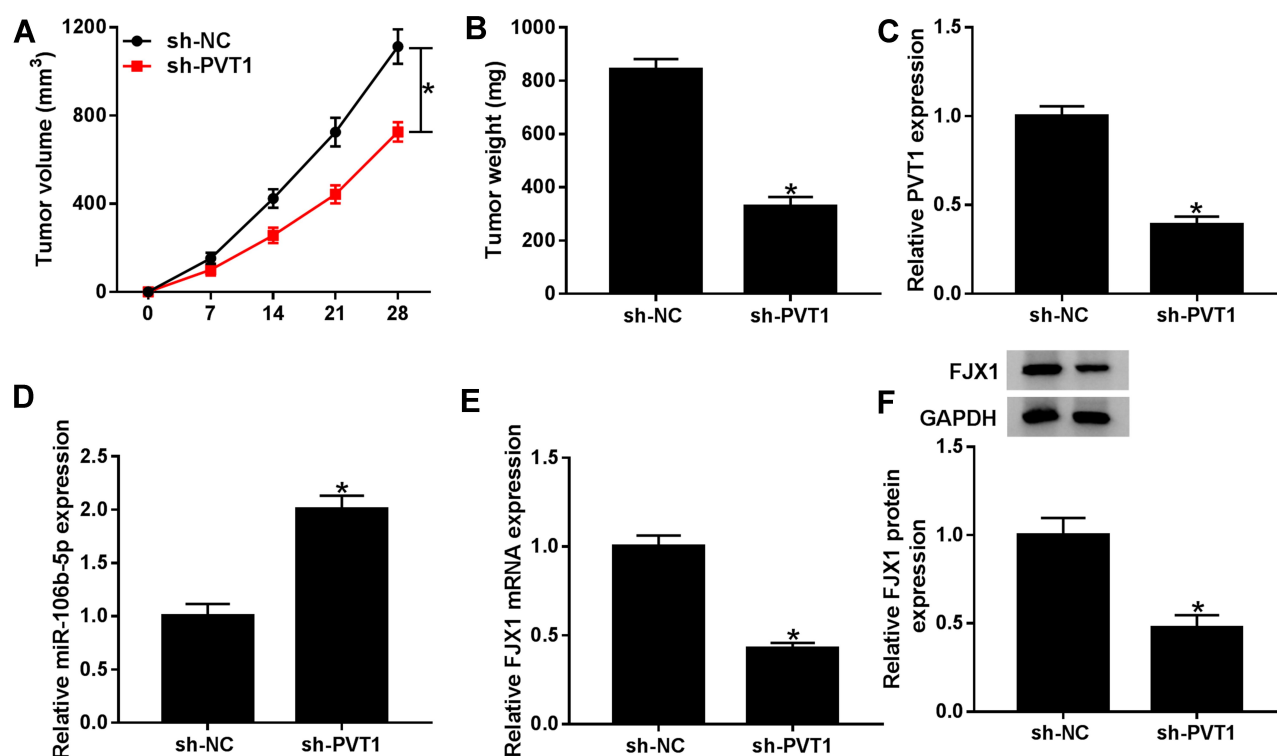 A
Tumor volume (mm3)
1200
800
400
0
sh-NC
sh-PVT1
*
0 7 14 21 28
B
Tumor weight (mg)
1000
800
600
400
200
0
*
sh-NC sh-PVT1
C
Relative PVT1 expression
1.5
1.0
0.5
0.0
*
sh-NC sh-PVT1
D
Relative miR-106b-5p expression
2.5
2.0
1.5
1.0
0.5
0.0
*
sh-NC sh-PVT1
E
Relative FJX1 mRNA expression
1.5
1.0
0.5
0.0
*
sh-NC sh-PVT1
F
FJX1
GAPDH
Relative FJX1 protein
expression
1.5
1.0
0.5
0.0
*
sh-NC sh-PVT1